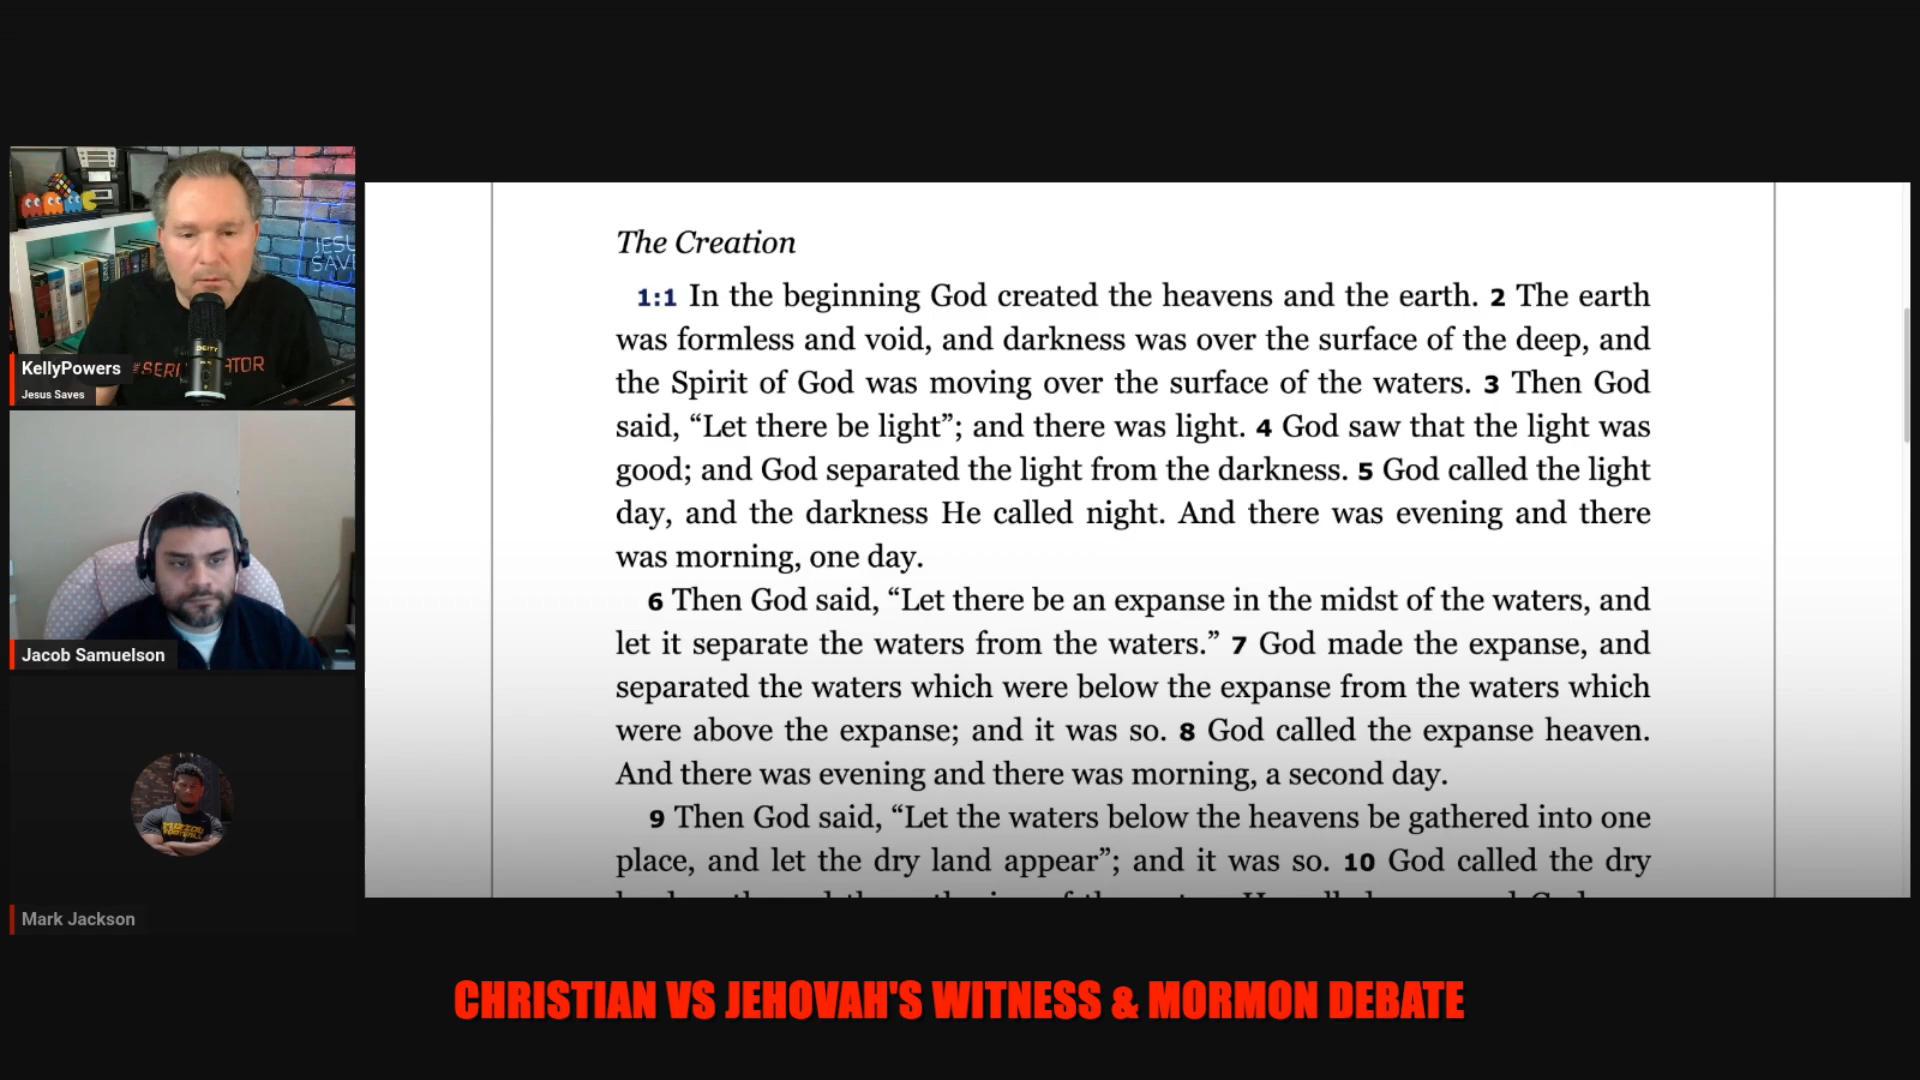 JESU
SAVE
DEITY
KellyPowers
Jesus Saves
Jacob Samuelson
MIZZOU
FOOTBALL
Mark Jackson
The Creation
1:1 In the beginning God created the heavens and the earth. 2 The earth
was formless and void, and darkness was over the surface of the deep, and
the Spirit of God was moving over the surface of the waters. 3 Then God
said, “Let there be light”; and there was light. 4 God saw that the light was
good; and God separated the light from the darkness. 5 God called the light
day, and the darkness He called night. And there was evening and there
was morning, one day.
6 Then God said, “Let there be an expanse in the midst of the waters, and
let it separate the waters from the waters.” 7 God made the expanse, and
separated the waters which were below the expanse from the waters which
were above the expanse; and it was so. 8 God called the expanse heaven.
And there was evening and there was morning, a second day.
9 Then God said, “Let the waters below the heavens be gathered into one
place, and let the dry land appear”; and it was so. 10 God called the dry
CHRISTIAN VS JEHOVAH'S WITNESS & MORMON DEBATE